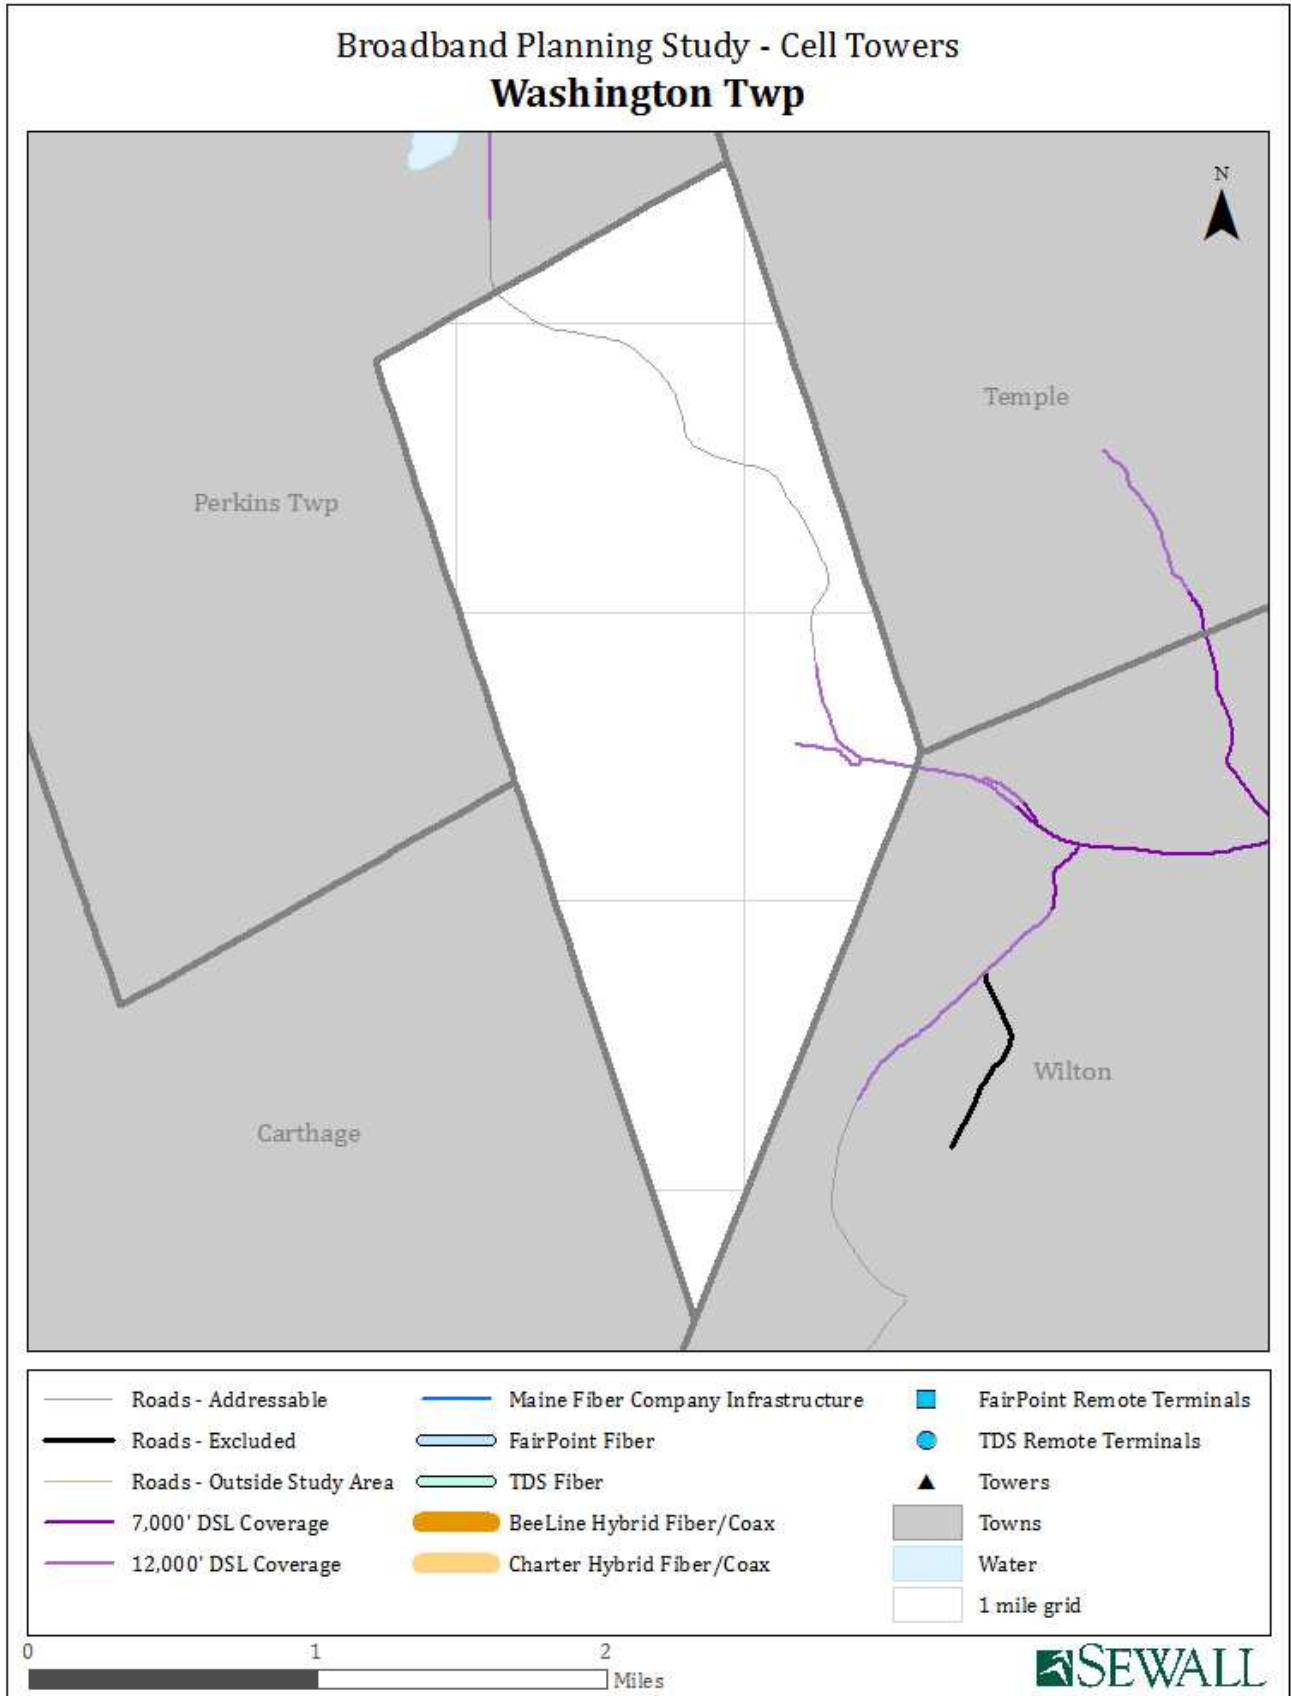 Broadband Planning Study - Cell Towers
Washington Twp
N
Temple
Perkins Twp
Wilton
Carthage
Roads - Addressable
Roads - Excluded
Roads - Outside Study Area
7,000' DSL Coverage
12,000' DSL Coverage
Maine Fiber Company Infrastructure
FairPoint Fiber
TDS Fiber
BeeLine Hybrid Fiber/Coax
Charter Hybrid Fiber/Coax
FairPoint Remote Terminals
TDS Remote Terminals
Towers
Towns
Water
1 mile grid
0 1 2
Miles
SEWALL